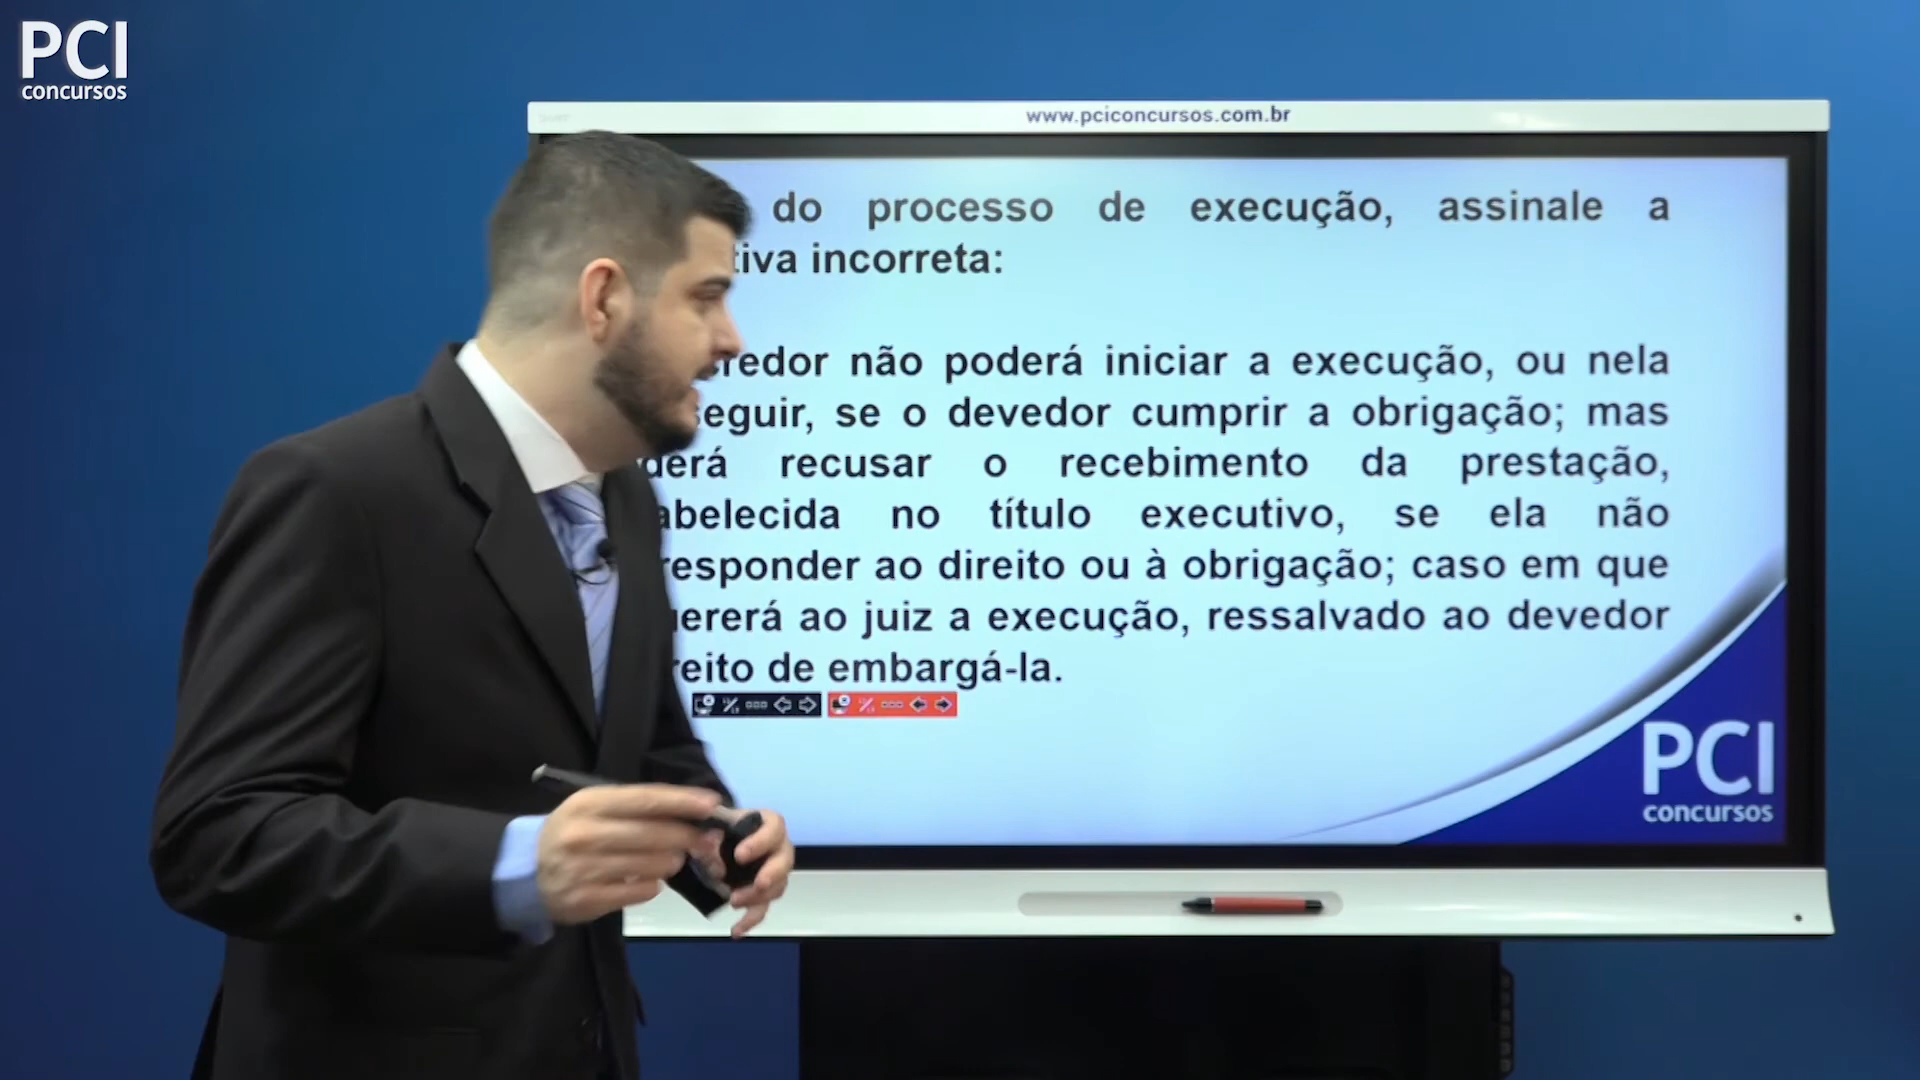 PCI
concursos
www.pciconcursos.com.br
do processo de execução, assinale a
tiva incorreta:
redor não poderá iniciar a execução, ou nela
seguir, se o devedor cumprir a obrigação; mas
derá recusar o recebimento da prestação,
abelecida no título executivo, se ela não
responder ao direito ou à obrigação; caso em que
uererá ao juiz a execução, ressalvado ao devedor
reito de embargá-la.
PCI
concursos